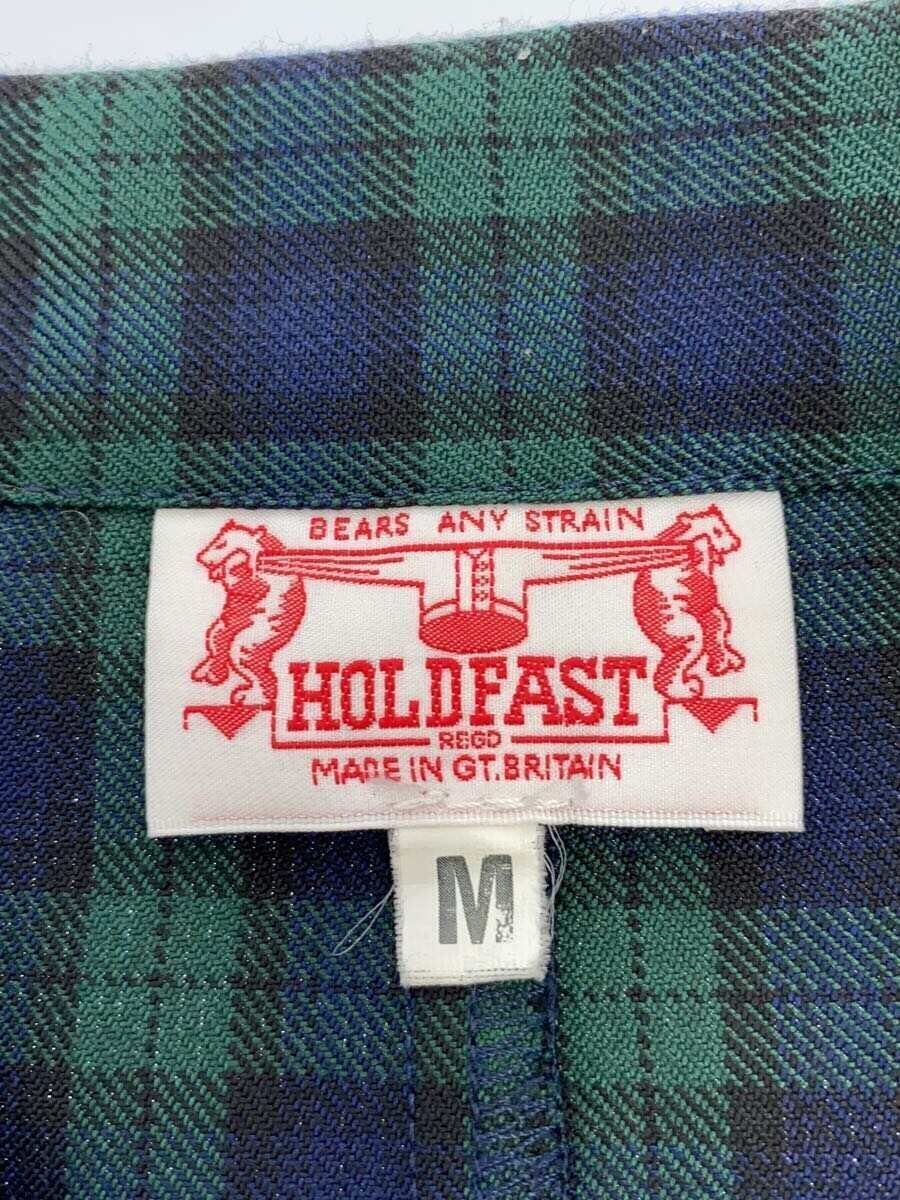 BEARS ANY STRAIN
HOLDFAST
REGD
MADE IN GT.BRITAIN
M